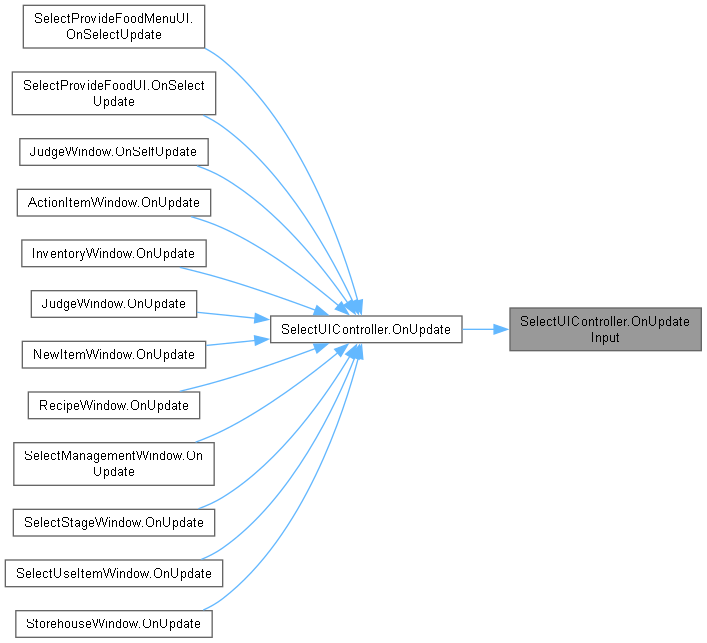 SelectProvideFoodMenuUI.
OnSelectUpdate
SelectProvideFoodUI.OnSelect
Update
JudgeWindow.OnSelfUpdate
ActionItemWindow.OnUpdate
InventoryWindow.OnUpdate
JudgeWindow.OnUpdate
NewItemWindow.OnUpdate
RecipeWindow.OnUpdate
SelectManagementWindow.On
Update
SelectStageWindow.OnUpdate
SelectUseItemWindow.OnUpdate
StorehouseWindow.OnUpdate
SelectUIController.OnUpdate
SelectUIController.OnUpdate
Input